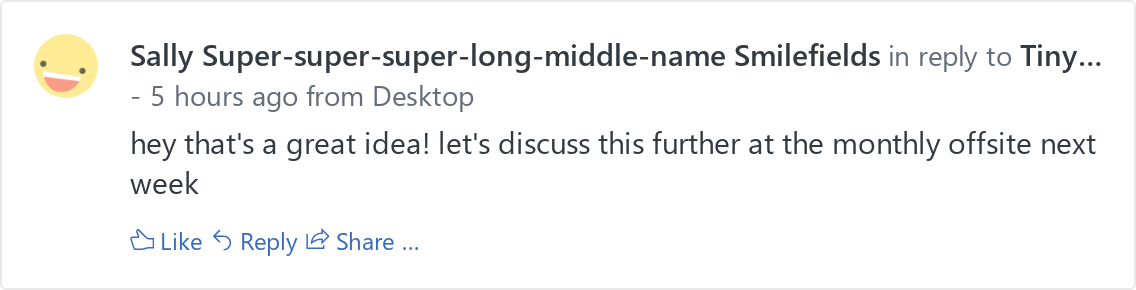 Sally Super-super-super-long-middle-name Smilefields in reply to Tiny...
- 5 hours ago from Desktop
hey that's a great idea! let's discuss this further at the monthly offsite next
week
Like Reply Share ...